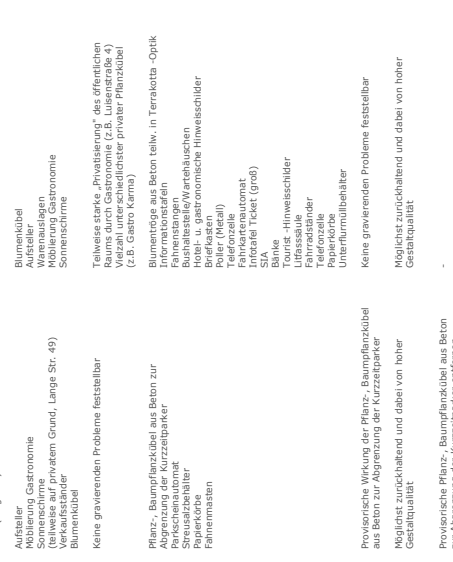 Aufsteller
Möblierung Gastronomie
Sonnenschirme
(teilweise auf privatem Grund, Lange Str. 49)
Verkaufsständer
Blumenkübel
Blumenkübel
Aufsteller
Warenauslagen
Möblierung Gastronomie
Sonnenschirme
Keine gravierenden Probleme feststellbar
Teilweise starke „Privatisierung" des öffentlichen
Raums durch Gastronomie (z.B. Luisenstraße 4)
Vielzahl unterschiedlichster privater Pflanzkübel
(z.B. Gastro Karma)
Pflanz-, Baumpflanzkübel aus Beton zur
Abgrenzung der Kurzzeitparker
Parkscheinautomat
Streusalzbehälter
Papierkörbe
Fahnenmasten
Blumentröge aus Beton teilw. in Terrakotta -Optik
Informationstafeln
Fahnenstangen
Bushaltestelle/Wartehäuschen
Hotel- u. gastronomische Hinweisschilder
Briefkasten
Poller (Metall)
Telefonzelle
Fahrkartenautomat
Infotafel Ticket (groß)
SIA
Bänke
Tourist -Hinweisschilder
Litfasssäule
Fahrradständer
Telefonzelle
Papierkörbe
Unterflurmüllbehälter
Provisorische Wirkung der Pflanz-, Baumpflanzkübel
aus Beton zur Abgrenzung der Kurzzeitparker
Keine gravierenden Probleme feststellbar
Möglichst zurückhaltend und dabei von hoher
Gestaltqualität
Möglichst zurückhaltend und dabei von hoher
Gestaltqualität
Provisorische Pflanz-, Baumpflanzkübel aus Beton
-